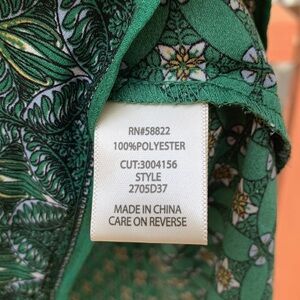 RN#58822
100%POLYESTER
CUT:3004156
STYLE
2705D37
MADE IN CHINA
CARE ON REVERSE